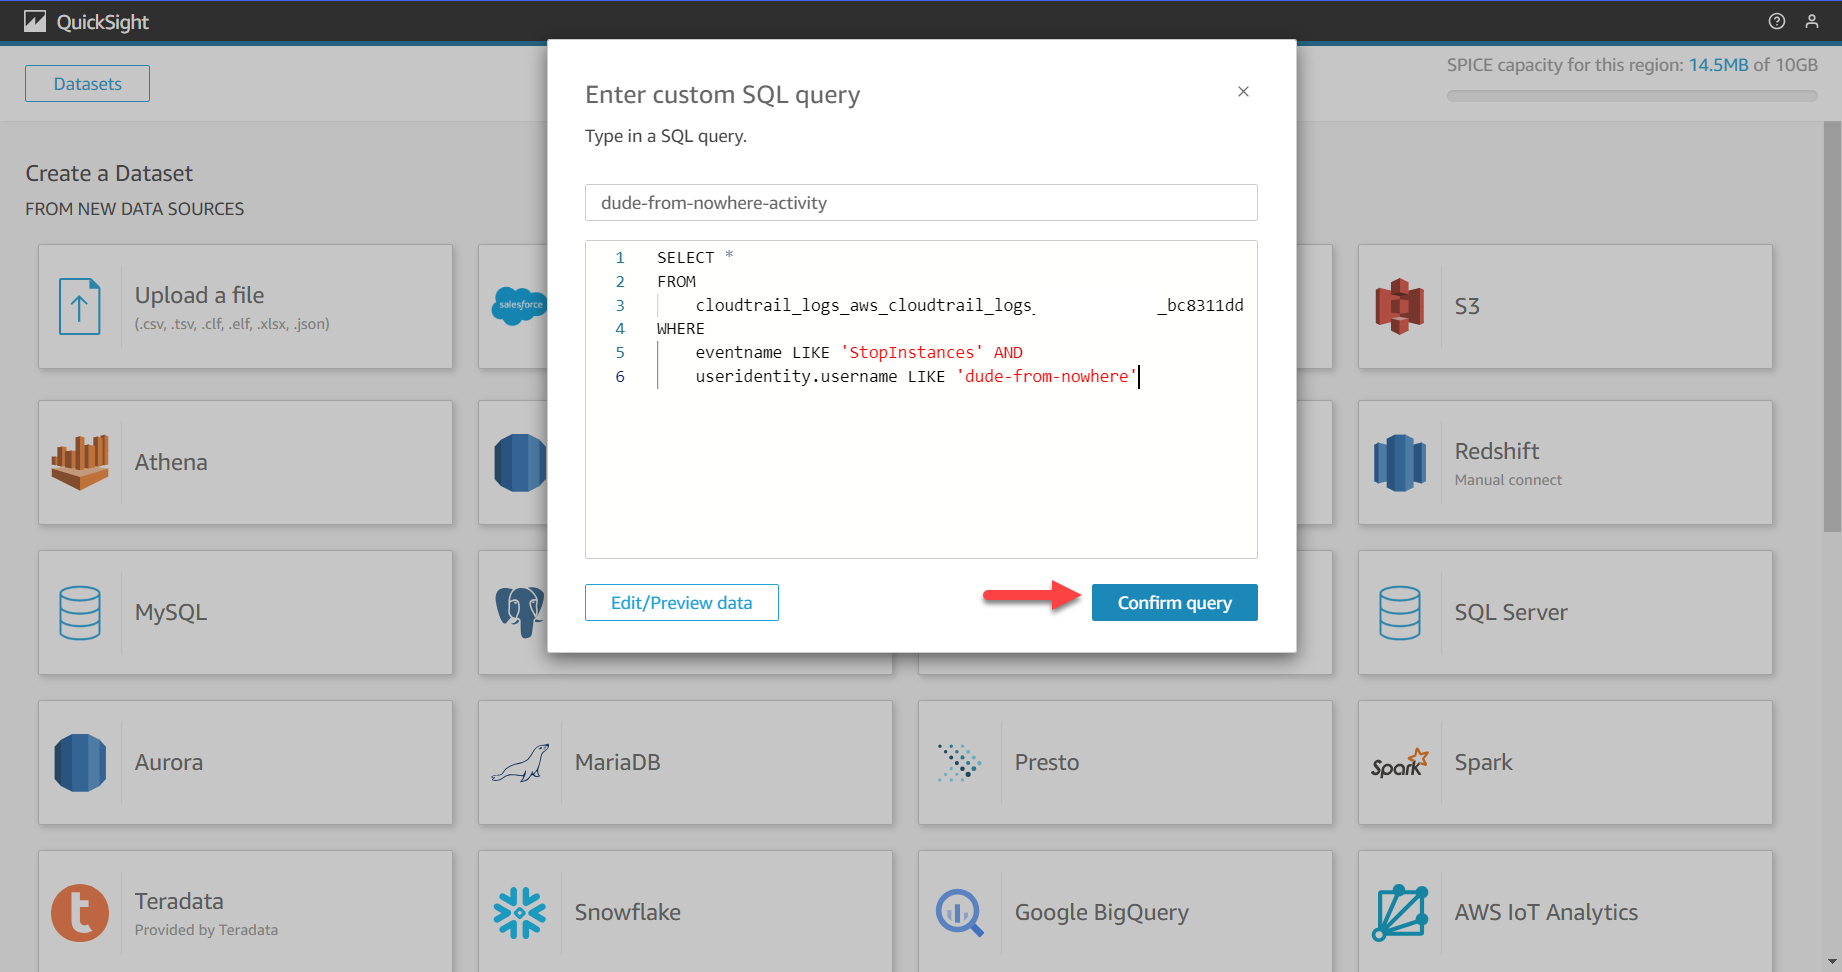 QuickSight
Datasets
SPICE capacity for this region: 14.5MB of 10GB
Enter custom SQL query
Type in a SQL query.
dude-from-nowhere-activity
1 SELECT *
2 FROM
3 cloudtrail_logs_aws_cloudtrail_logs_ _bc8311dd
4 WHERE
5 eventname LIKE 'StopInstances' AND
6 useridentity.username LIKE 'dude-from-nowhere'
Edit/Preview data
Confirm query
Create a Dataset
FROM NEW DATA SOURCES
Upload a file
(.csv, .tsv, .clf, .elf, .xlsx, .json)
salesforce
S3
Athena
Redshift
Manual connect
MySQL
SQL Server
Aurora
MariaDB
Presto
Spark
Spark
t
Teradata
Provided by Teradata
Snowflake
Google BigQuery
AWS IoT Analytics